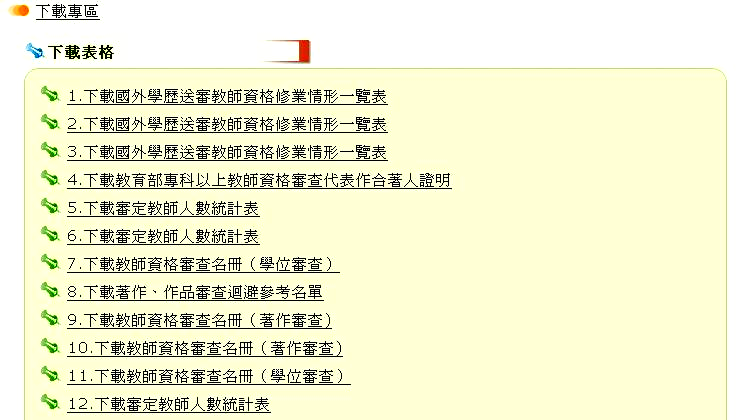 下載專區
下載表格
1.下載國外學歷送審教師資格修業情形一覽表
2.下載國外學歷送審教師資格修業情形一覽表
3.下載國外學歷送審教師資格修業情形一覽表
4.下載教育部專科以上教師資格審查代表作合著人證明
5.下載審定教師人數統計表
6.下載審定教師人數統計表
7.下載教師資格審查名冊（學位審查）
8.下載著作、作品審查迴避參考名單
9.下載教師資格審查名冊（著作審查)
10.下載教師資格審查名冊（著作審查)
11.下載教師資格審查名冊（學位審查）
12.下載審定教師人數統計表